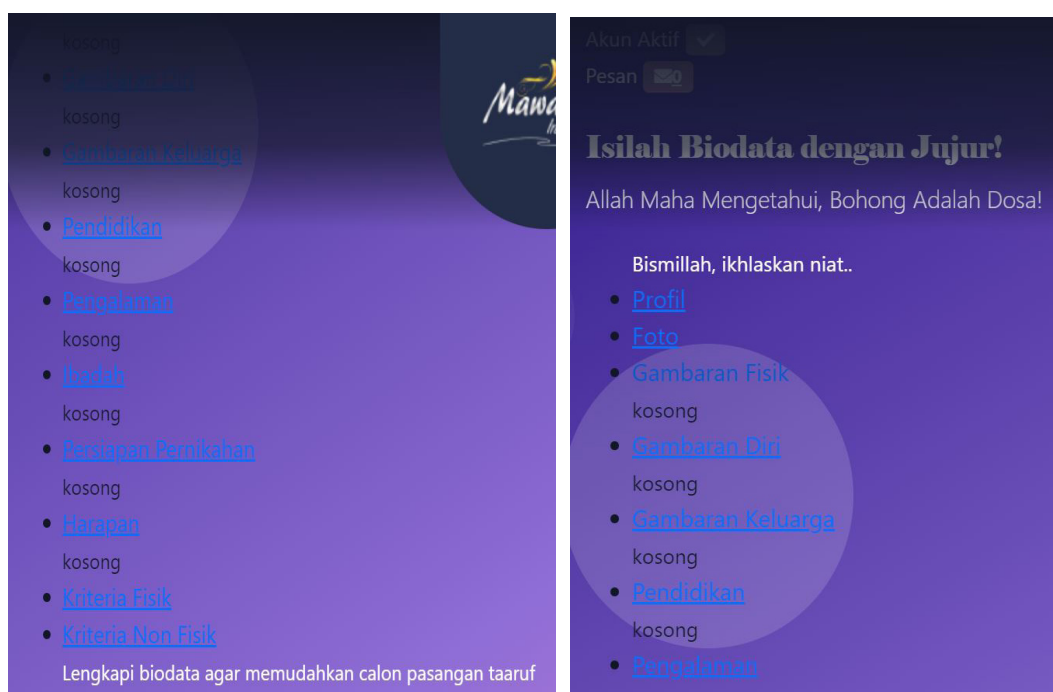 kosong
Gambaran Diri
kosong
Gambaran Keluarga
kosong
Pendidikan
kosong
Pengalaman
kosong
Ibadah
kosong
Persiapan Pernikahan
kosong
Harapan
kosong
Kriteria Fisik
Kriteria Non Fisik
Lengkapi biodata agar memudahkan calon pasangan taaruf
Akun Aktif
Pesan 0
Isilah Biodata dengan Jujur!
Allah Maha Mengetahui, Bohong Adalah Dosa!
Bismillah, ikhlaskan niat..
Profil
Foto
Gambaran Fisik
kosong
Gambaran Diri
kosong
Gambaran Keluarga
kosong
Pendidikan
kosong
Pengalaman